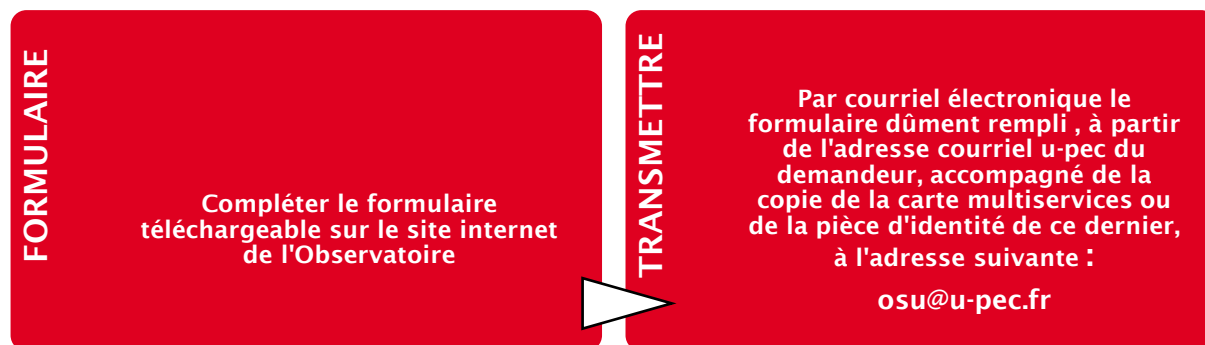 FORMULAIRE
Compléter le formulaire
téléchargeable sur le site internet
de l'Observatoire
TRANSMETTRE
Par courriel électronique le
formulaire dûment rempli , à partir
de l'adresse courriel u-pec du
demandeur, accompagné de la
copie de la carte multiservices ou
de la pièce d'identité de ce dernier,
à l'adresse suivante :
osu@u-pec.fr